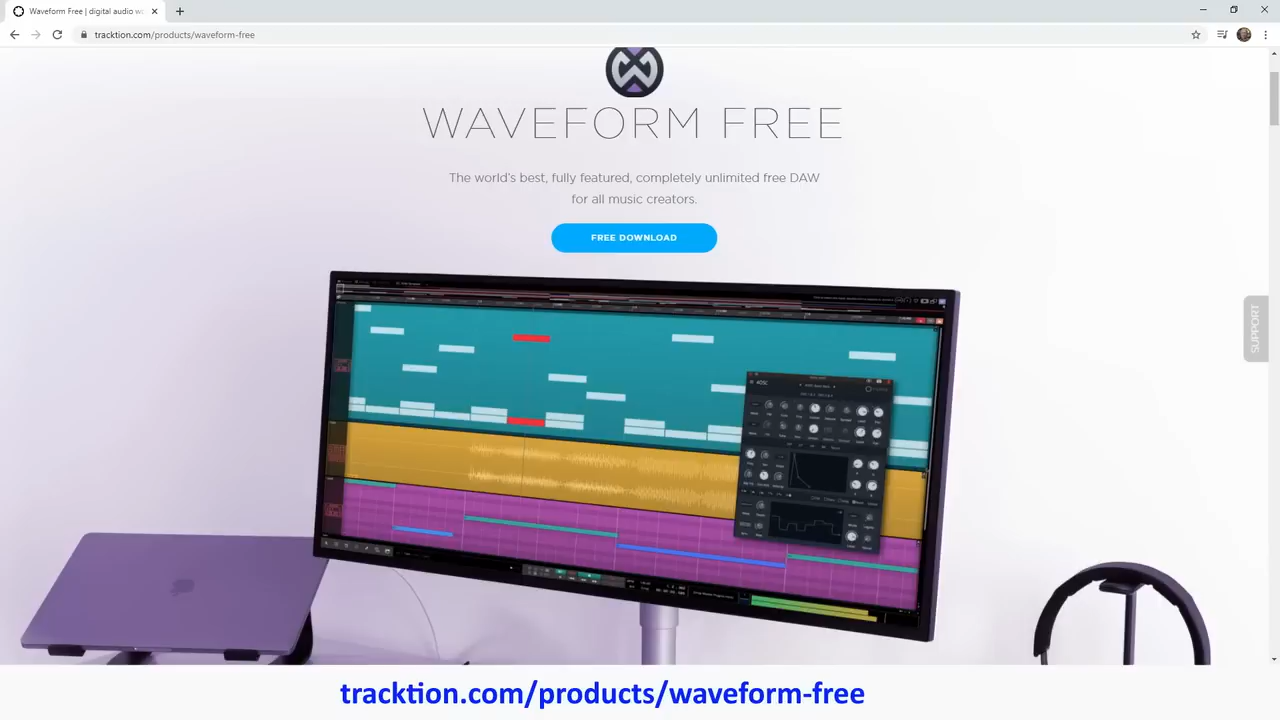 Waveform Free | digital audio wo
tracktion.com/products/waveform-free
WAVEFORM FREE
The world's best, fully featured, completely unlimited free DAW
for all music creators.
FREE DOWNLOAD
SUPPORT
tracktion.com/products/waveform-free